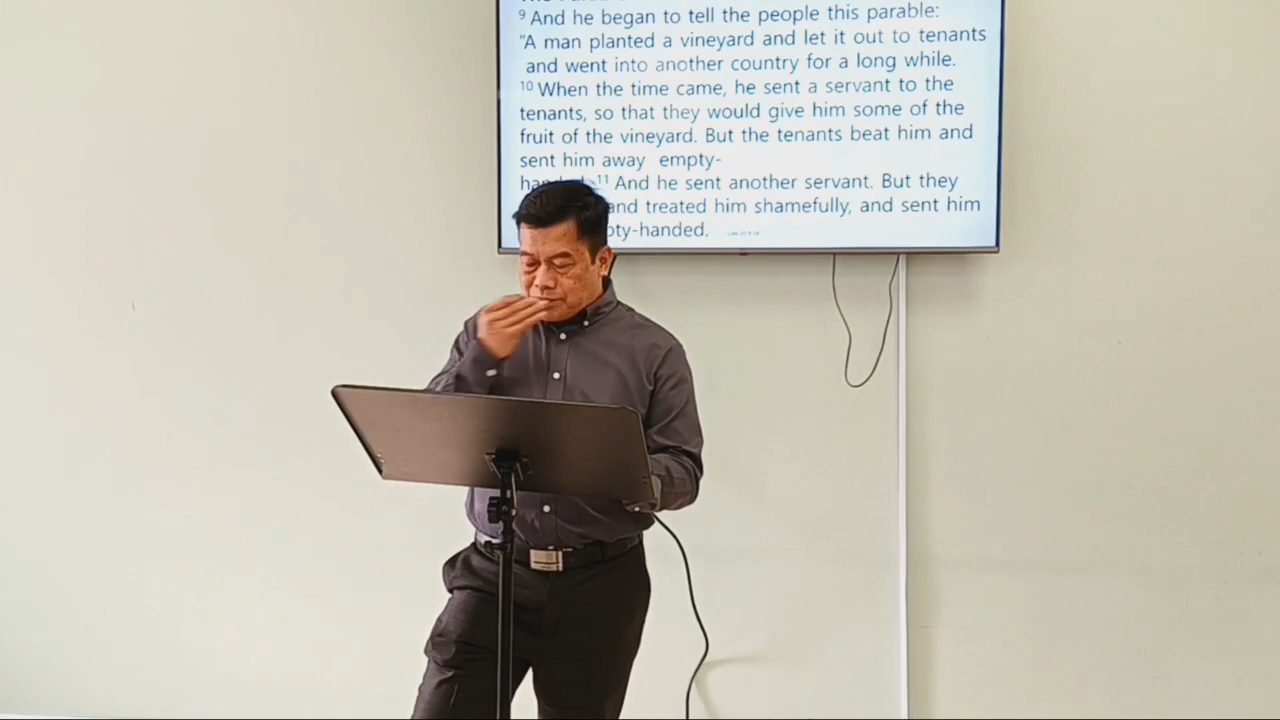 9 And he began to tell the people this parable:
"A man planted a vineyard and let it out to tenants
and went into another country for a long while.
10 When the time came, he sent a servant to the
tenants, so that they would give him some of the
fruit of the vineyard. But the tenants beat him and
sent him away empty-
11 And he sent another servant. But they
and treated him shamefully, and sent him
pty-handed.